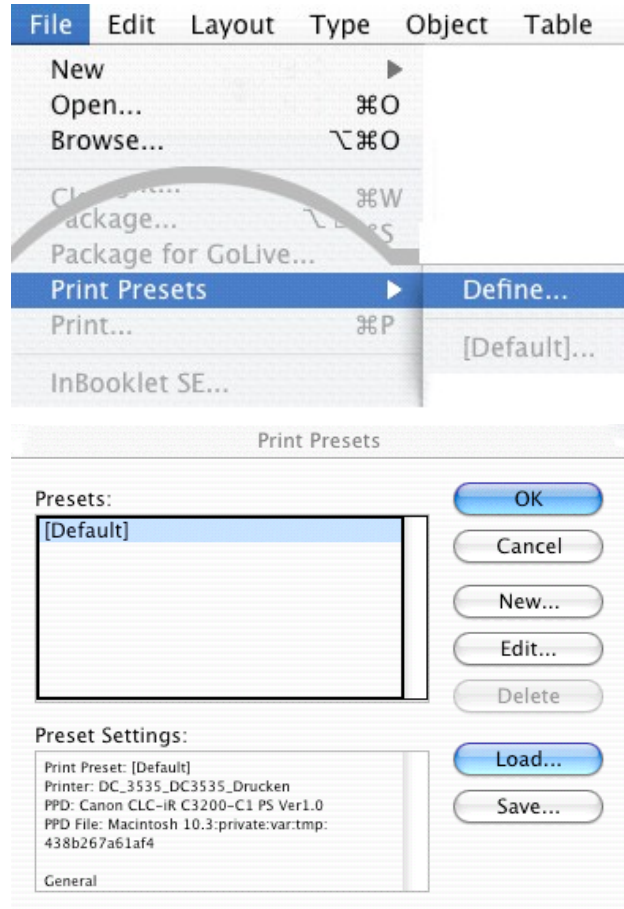 File Edit Layout Type Object Table
New
Open... ⌘O
Browse... ⌥⌘O
⌘W
Package for GoLive...
Print Presets Define...
Print... ⌘P
[Default]...
InBooklet SE...
Print Presets
Presets:
[Default]
OK
Cancel
New...
Edit...
Delete
Preset Settings:
Print Preset: [Default]
Printer: DC_3535_DC3535_Drucken
PPD: Canon CLC-iR C3200-C1 PS Ver1.0
PPD File: Macintosh 10.3:private:var:tmp:
438b267a61af4
General
Load...
Save...